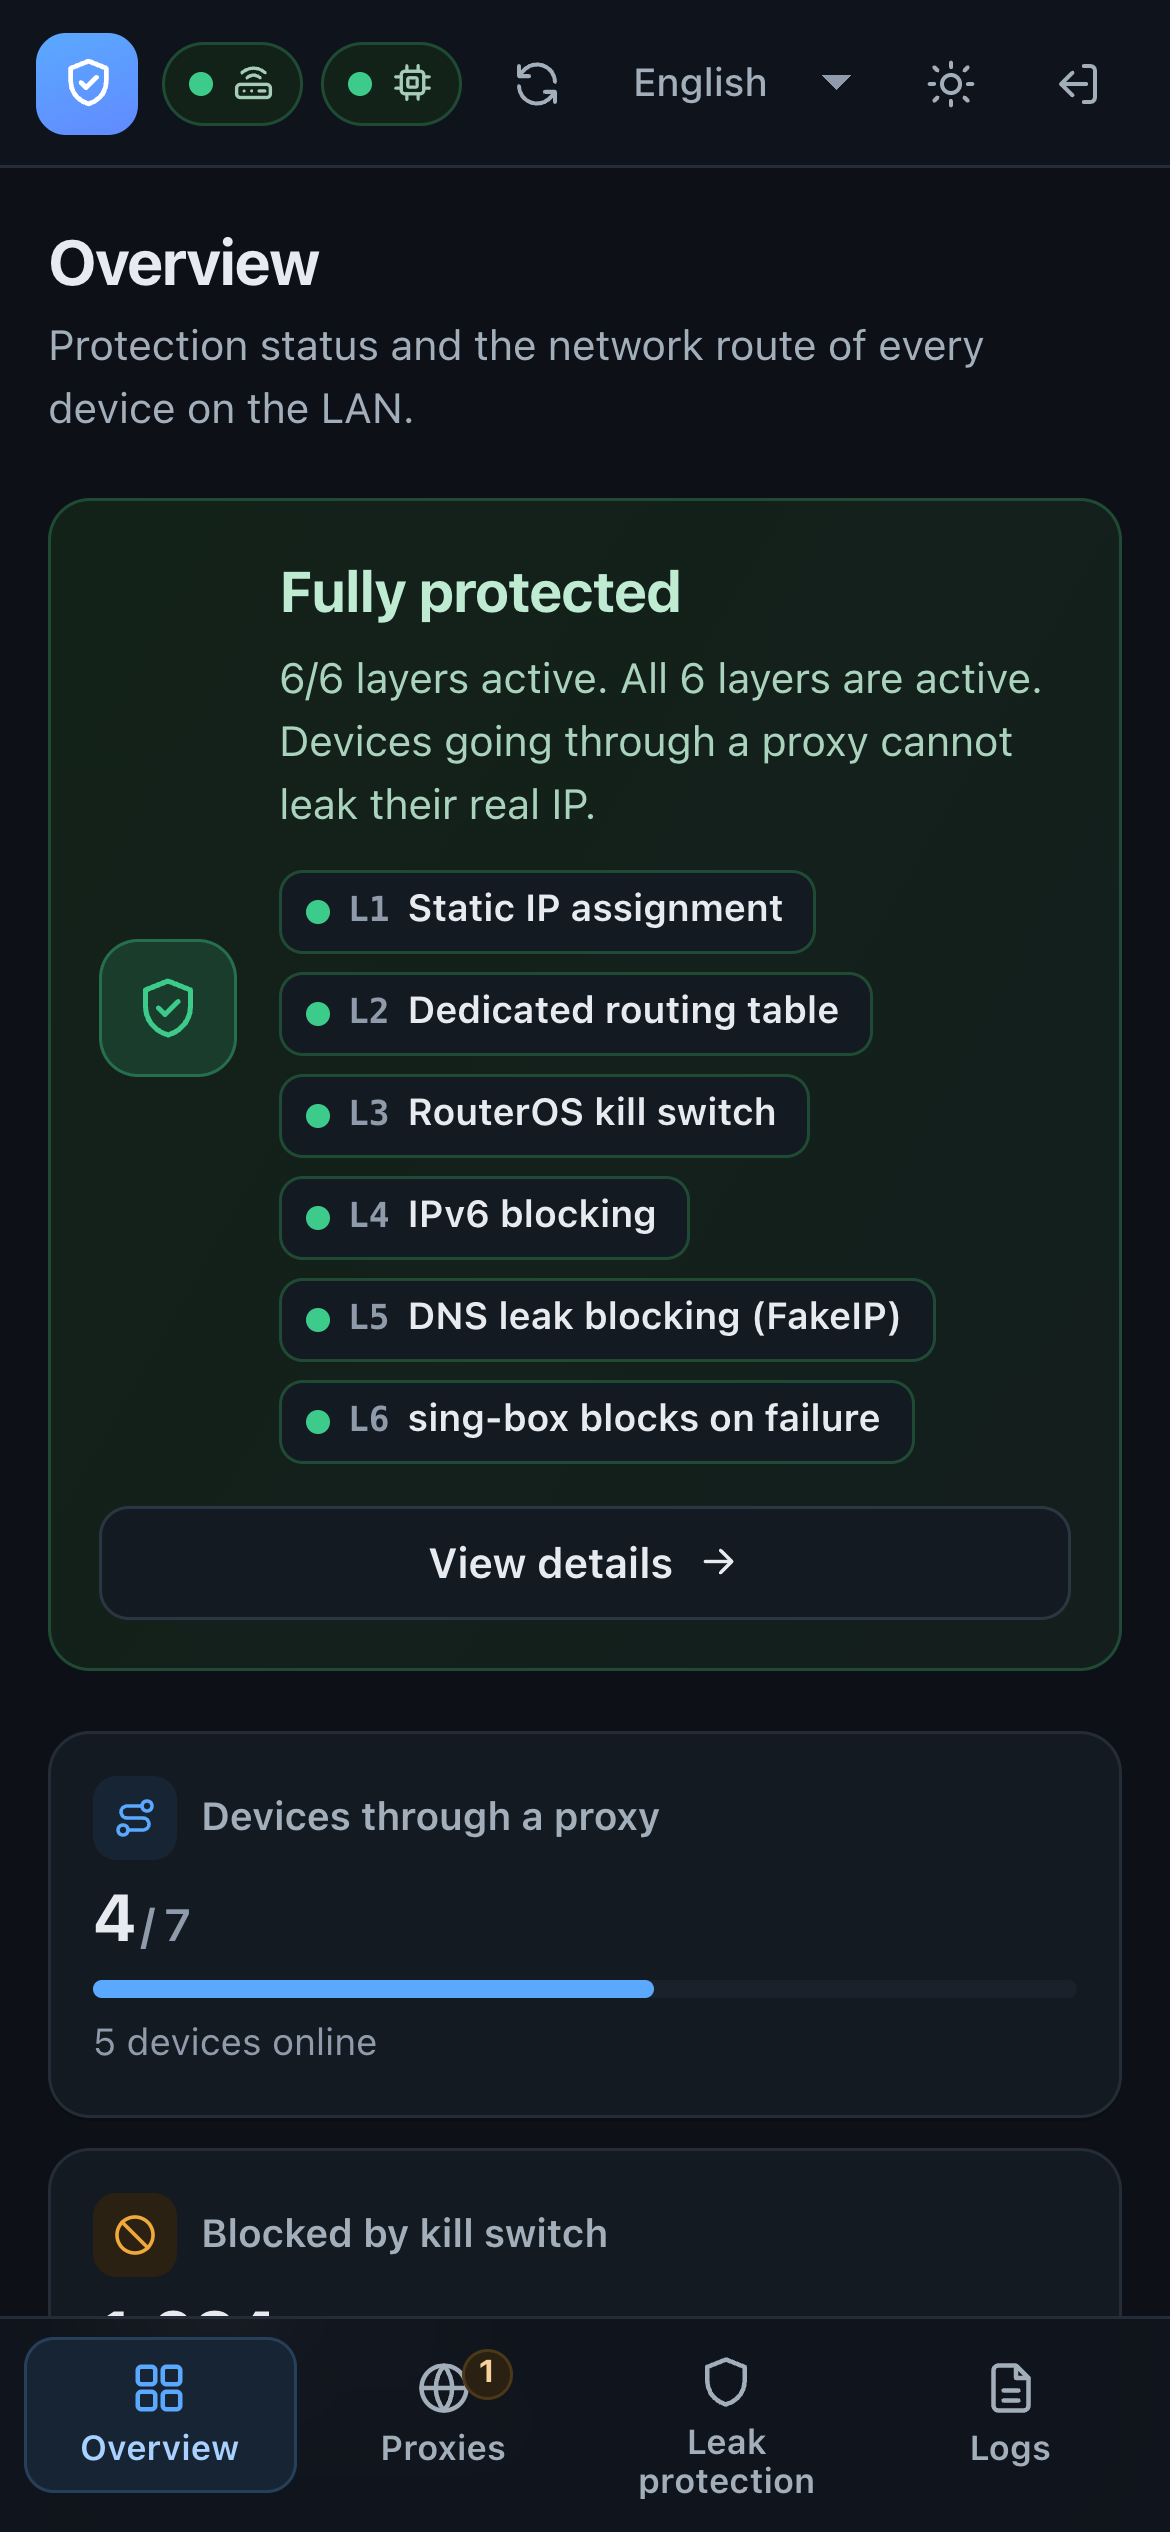 English
Overview
Protection status and the network route of every
device on the LAN.
Fully protected
6/6 layers active. All 6 layers are active.
Devices going through a proxy cannot
leak their real IP.
L1 Static IP assignment
L2 Dedicated routing table
L3 RouterOS kill switch
L4 IPv6 blocking
L5 DNS leak blocking (FakeIP)
L6 sing-box blocks on failure
View details →
Devices through a proxy
4 / 7
5 devices online
Blocked by kill switch
Overview
1
Proxies
Leak
protection
Logs